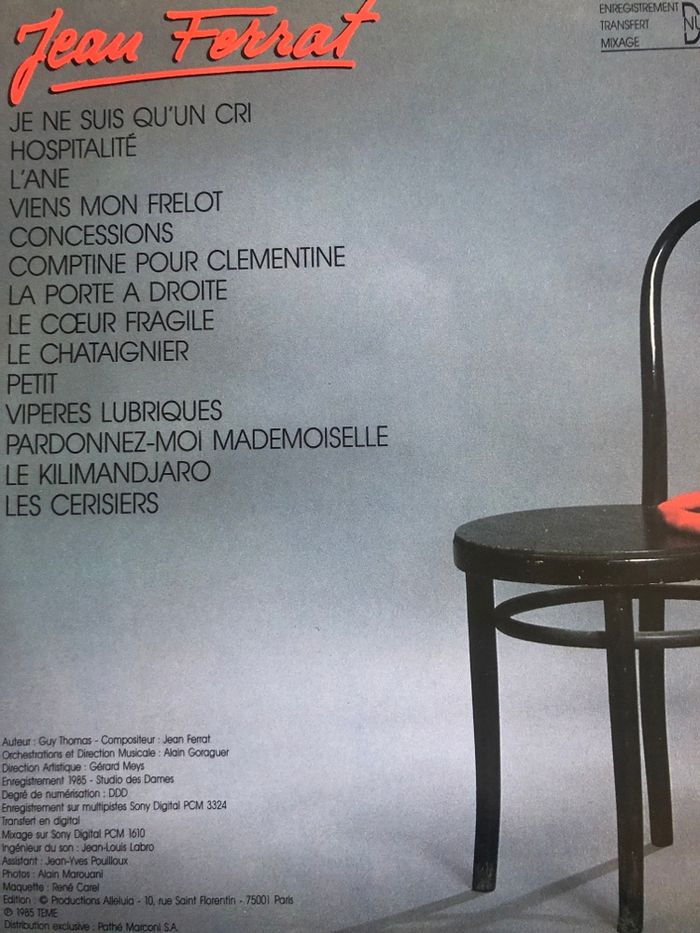 Jean Ferrat
ENREGISTREMENT
TRANSFERT
MIXAGE
JE NE SUIS QU'UN CRI
HOSPITALITÉ
L'ANE
VIENS MON FRELOT
CONCESSIONS
COMPTINE POUR CLEMENTINE
LA PORTE A DROITE
LE CŒUR FRAGILE
LE CHATAIGNIER
PETIT
VIPERES LUBRIQUES
PARDONNEZ-MOI MADEMOISELLE
LE KILIMANDJARO
LES CERISIERS
Auteur : Guy Thomas - Compositeur : Jean Ferrat
Orchestrations et Direction Musicale : Alain Goraguer
Direction Artistique : Gérard Meys
Enregistrement 1985 - Studio des Dames
Degré de numérisation : DDD
Enregistrement sur multipistes Sony Digital PCM 3324
Transfert en digital
Mixage sur Sony Digital PCM 1610
Ingénieur du son : Jean-Louis Labro
Assistant : Jean-Yves Pouilloux
Photos : Alain Marouani
Maquette : René Carel
Edition : © Productions Alleluia - 10, rue Saint Florentin - 75001 Paris
℗ 1985 TEME
Distribution exclusive : Pathé Marconi S.A.